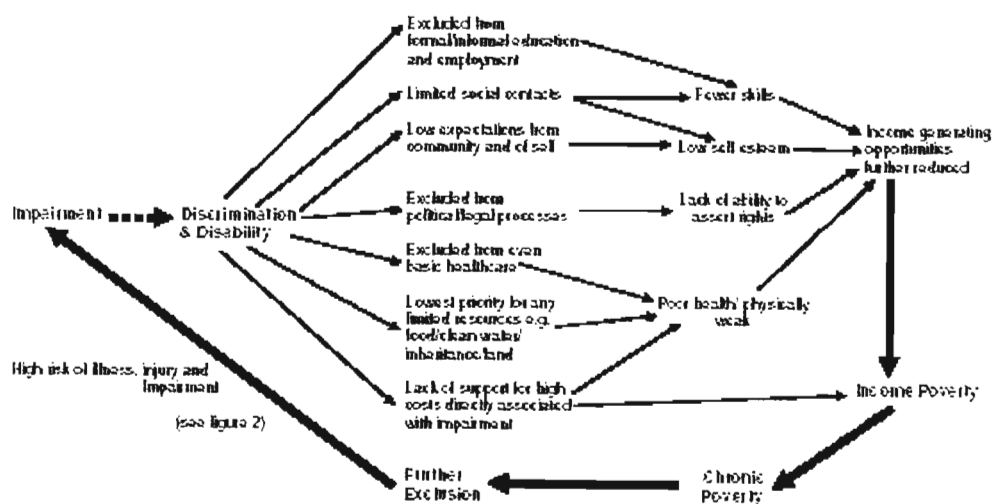 Excluded from
formal/informal education
and employment
Limited social contacts
Fewer skills
Low expectations from
community and of self
Low self esteem
Income generating
opportunities
further reduced
Impairment
Discrimination
& Disability
Excluded from
political/legal processes
Lack of ability to
assert rights
Excluded from even
basic healthcare
Lowest priority for any
limited resources e.g.
food/clean water/
inheritance/land
Poor health/ physically
weak
High risk of illness, injury and
Impairment
(see figure 2)
Lack of support for high
costs directly associated
with impairment
Income Poverty
Further
Exclusion
Chronic
Poverty